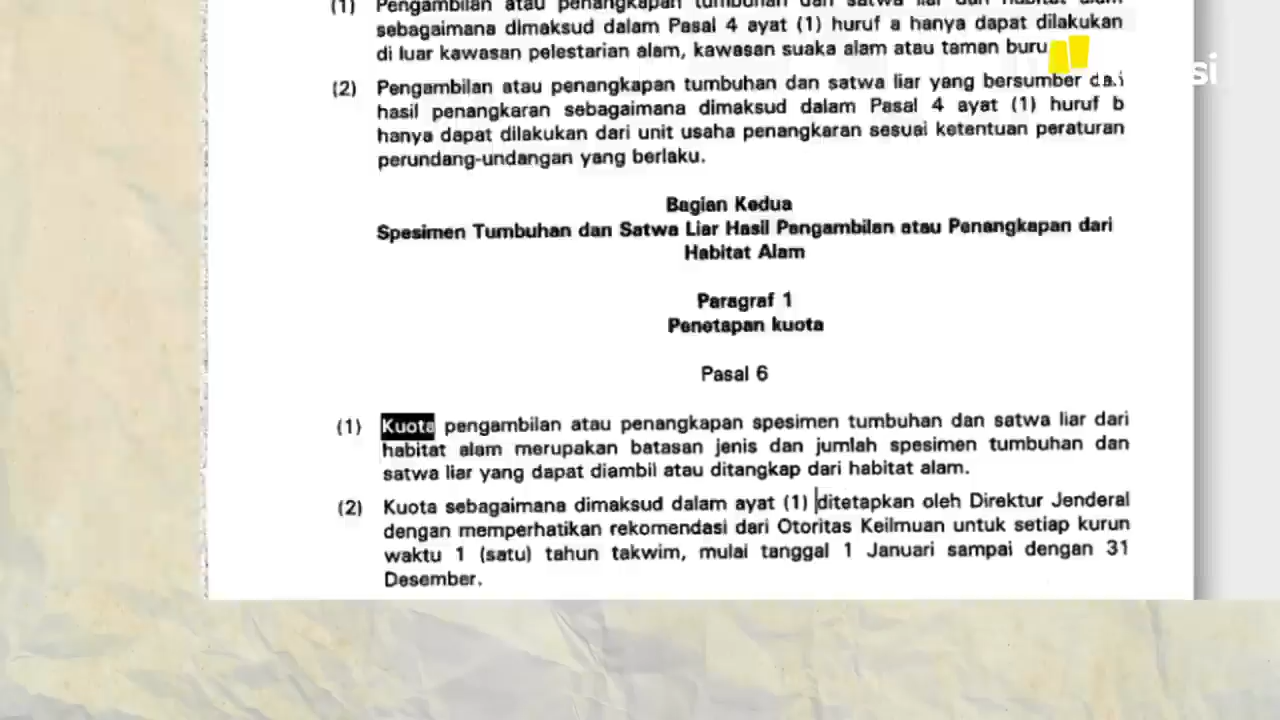 (1) Pengambilan atau penangkapan tumbuhan dan satwa liar dari habitat alam
sebagaimana dimaksud dalam Pasal 4 ayat (1) huruf a hanya dapat dilakukan
di luar kawasan pelestarian alam, kawasan suaka alam atau taman buru
si
(2) Pengambilan atau penangkapan tumbuhan dan satwa liar yang bersumber dari
hasil penangkaran sebagaimana dimaksud dalam Pasal 4 ayat (1) huruf b
hanya dapat dilakukan dari unit usaha penangkaran sesuai ketentuan peraturan
perundang-undangan yang berlaku.
Bagian Kedua
Spesimen Tumbuhan dan Satwa Liar Hasil Pengambilan atau Penangkapan dari
Habitat Alam
Paragraf 1
Penetapan kuota
Pasal 6
(1) Kuota pengambilan atau penangkapan spesimen tumbuhan dan satwa liar dari
habitat alam merupakan batasan jenis dan jumlah spesimen tumbuhan dan
satwa liar yang dapat diambil atau ditangkap dari habitat alam.
(2) Kuota sebagaimana dimaksud dalam ayat (1) ditetapkan oleh Direktur Jenderal
dengan memperhatikan rekomendasi dari Otoritas Keilmuan untuk setiap kurun
waktu 1 (satu) tahun takwim, mulai tanggal 1 Januari sampai dengan 31
Desember.